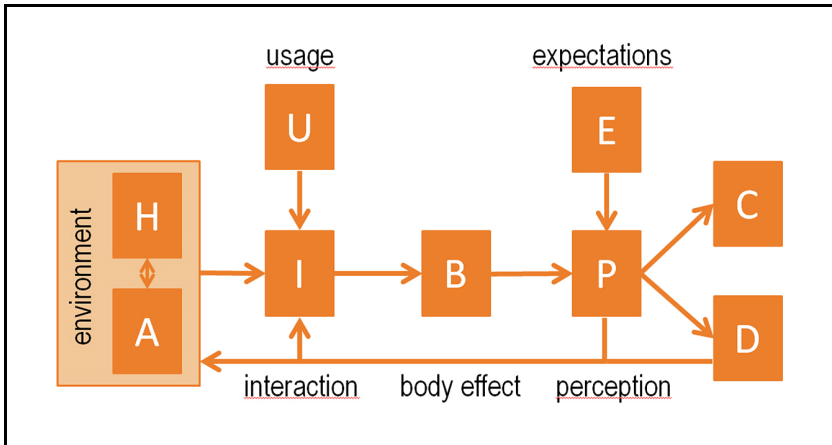 usage
expectations
U
E
environment
H
C
I
B
P
A
D
interaction
body effect
perception